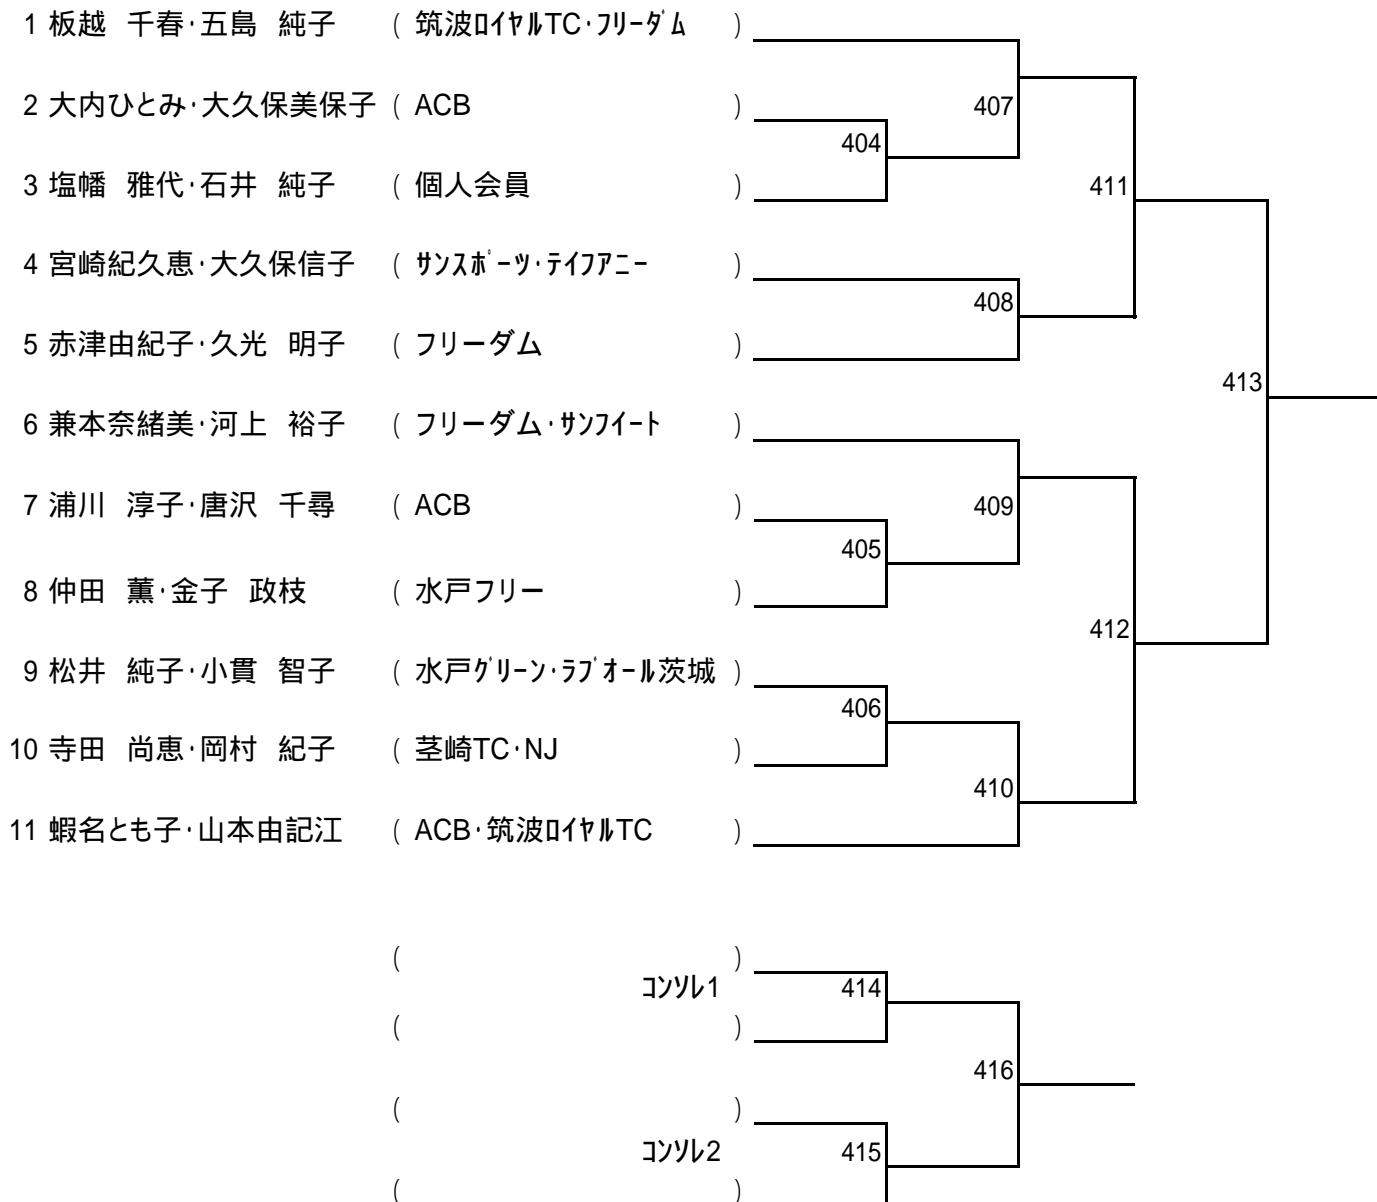 1 板越　千春・五島　純子 ( 筑波ﾛｲﾔﾙTC・ﾌﾘｰﾀﾞﾑ )
2 大内ひとみ・大久保美保子 ( ACB )
407
404
3 塩幡　雅代・石井　純子 ( 個人会員 )
411
4 宮崎紀久恵・大久保信子 ( ｻﾝｽﾎﾟｰﾂ・ﾃｲﾌｱﾆｰ )
408
5 赤津由紀子・久光　明子 ( フリーダム )
413
6 兼本奈緒美・河上　裕子 ( フリーダム・ｻﾝﾌｲｰﾄ )
7 浦川　淳子・唐沢　千尋 ( ACB )
409
405
8 仲田　薫・金子　政枝 ( 水戸フリー )
412
9 松井　純子・小貫　智子 ( 水戸ｸﾞﾘｰﾝ・ﾗﾌﾞｵｰﾙ茨城 )
406
10 寺田　尚恵・岡村　紀子 ( 茎崎TC・NJ )
410
11 蝦名とも子・山本由記江 ( ACB・筑波ﾛｲﾔﾙTC )
( )
ｺﾝｿﾚ1 414
( )
416
( )
ｺﾝｿﾚ2 415
( )